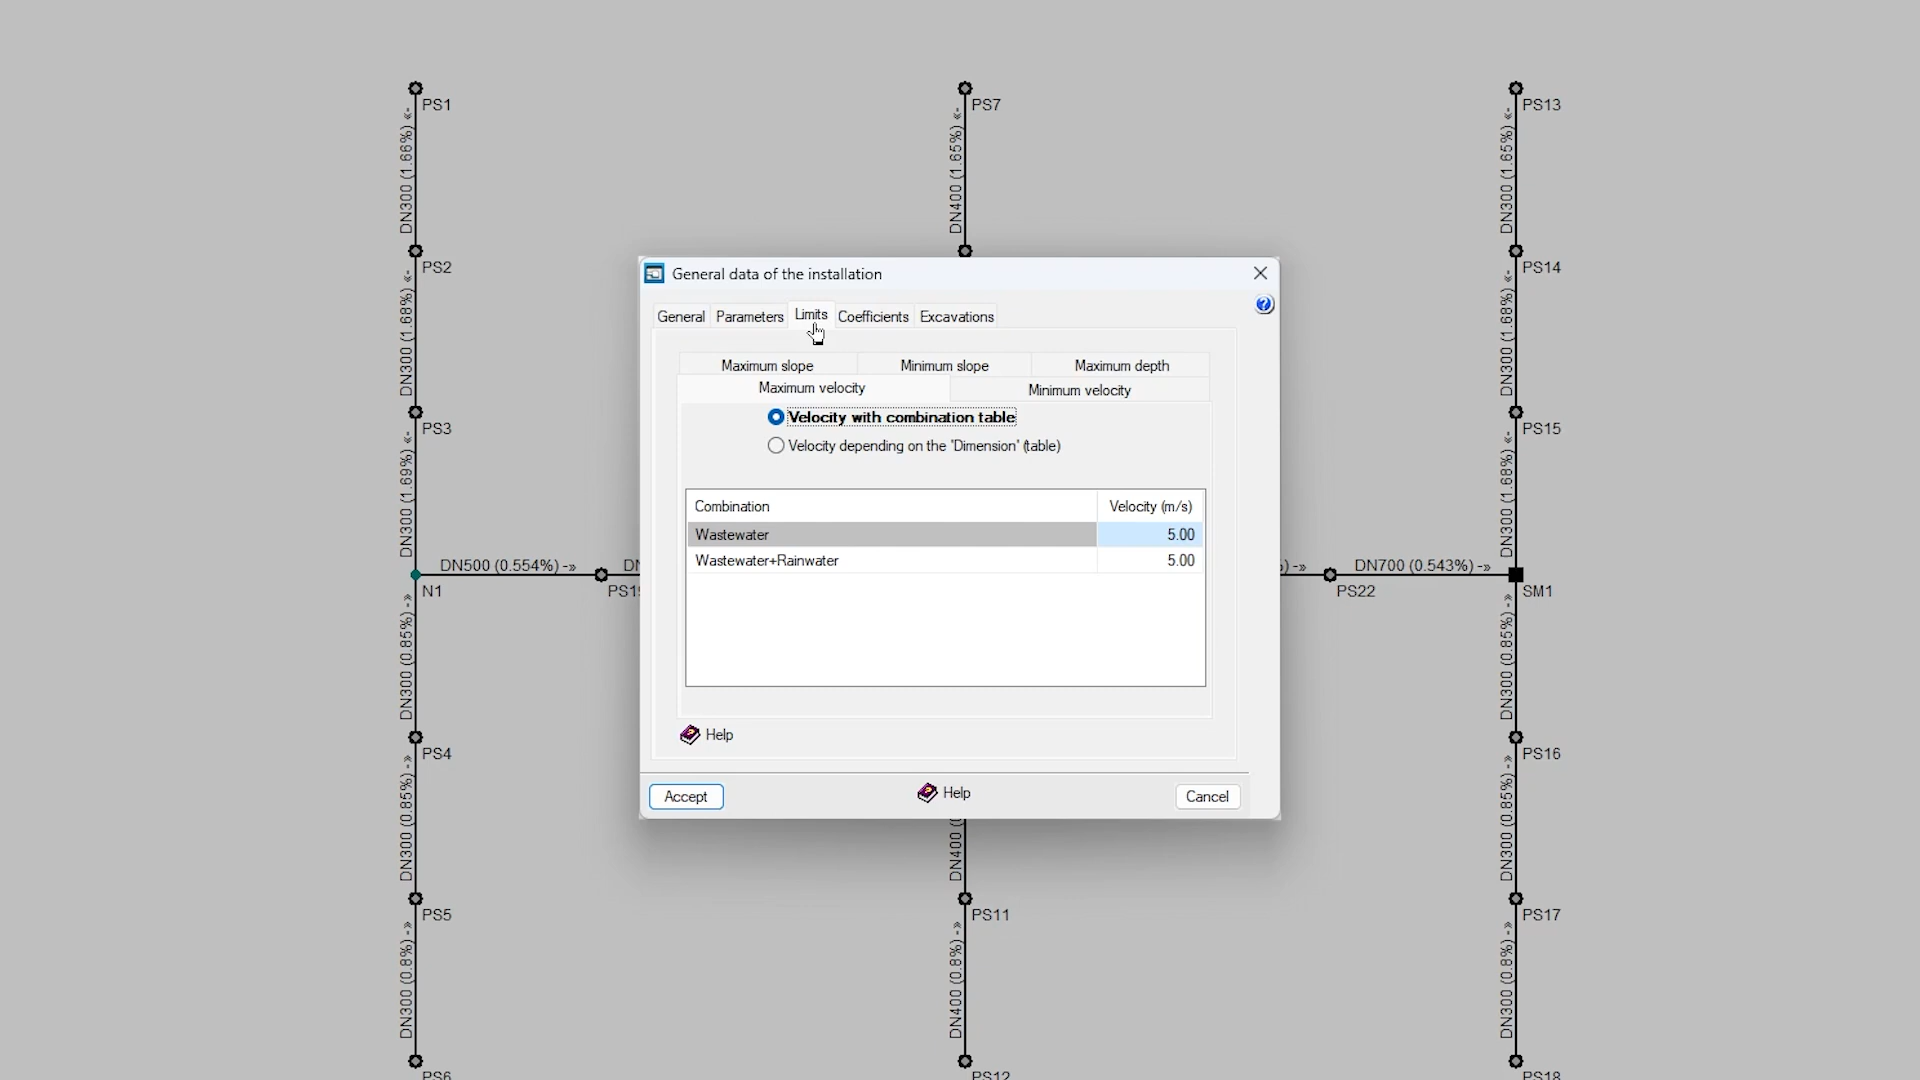 PS1
PS7
PS13
DN300 (1.66%) «-
DN400 (1.65%) «-
DN300 (1.65%) «-
PS2
PS14
General data of the installation
General
Parameters
Limits
Coefficients
Excavations
DN300 (1.68%) «-
DN300 (1.68%) «-
Maximum slope
Minimum slope
Maximum depth
Maximum velocity
Minimum velocity
Velocity with combination table
PS3
PS15
Velocity depending on the 'Dimension' (table)
DN300 (1.69%) «-
DN300 (1.68%) «-
Combination
Velocity (m/s)
Wastewater
5.00
Wastewater+Rainwater
5.00
DN500 (0.554%) -»
DN
) -»
DN700 (0.543%) -»
N1
PS19
PS22
SM1
DN300 (0.85%) -»
DN300 (0.85%) -»
Help
PS4
PS16
Accept
Help
Cancel
DN300 (0.85%) -»
DN400 (
DN300 (0.85%) -»
PS5
PS11
PS17
DN300 (0.8%) -»
DN400 (0.8%) -»
DN300 (0.8%) -»
PS6
PS12
PS18